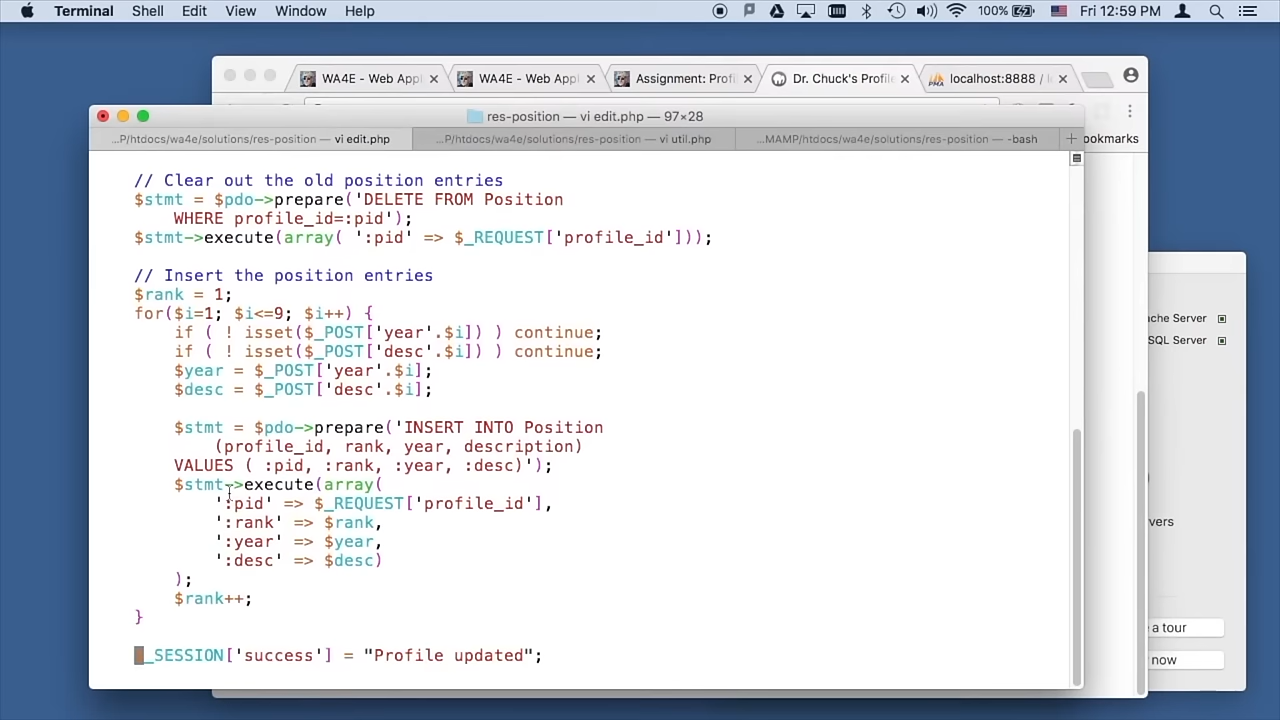 Terminal Shell Edit View Window Help 100% Fri 12:59 PM
WA4E - Web Appl WA4E - Web Appl Assignment: Profi Dr. Chuck's Profile localhost:8888 / lo
res-position — vi edit.php — 97×28
...P/htdocs/wa4e/solutions/res-position — vi edit.php ...P/htdocs/wa4e/solutions/res-position — vi util.php ...MAMP/htdocs/wa4e/solutions/res-position — -bash + ookmarks
// Clear out the old position entries
$stmt = $pdo->prepare('DELETE FROM Position
WHERE profile_id=:pid');
$stmt->execute(array( ':pid' => $_REQUEST['profile_id']));
// Insert the position entries
$rank = 1;
for($i=1; $i<=9; $i++) {
if ( ! isset($_POST['year'.$i]) ) continue;
if ( ! isset($_POST['desc'.$i]) ) continue;
$year = $_POST['year'.$i];
$desc = $_POST['desc'.$i];
$stmt = $pdo->prepare('INSERT INTO Position
(profile_id, rank, year, description)
VALUES ( :pid, :rank, :year, :desc)');
$stmt->execute(array(
':pid' => $_REQUEST['profile_id'],
':rank' => $rank,
':year' => $year,
':desc' => $desc)
);
$rank++;
}
$_SESSION['success'] = "Profile updated";
ache Server
SQL Server
vers
e a tour
now